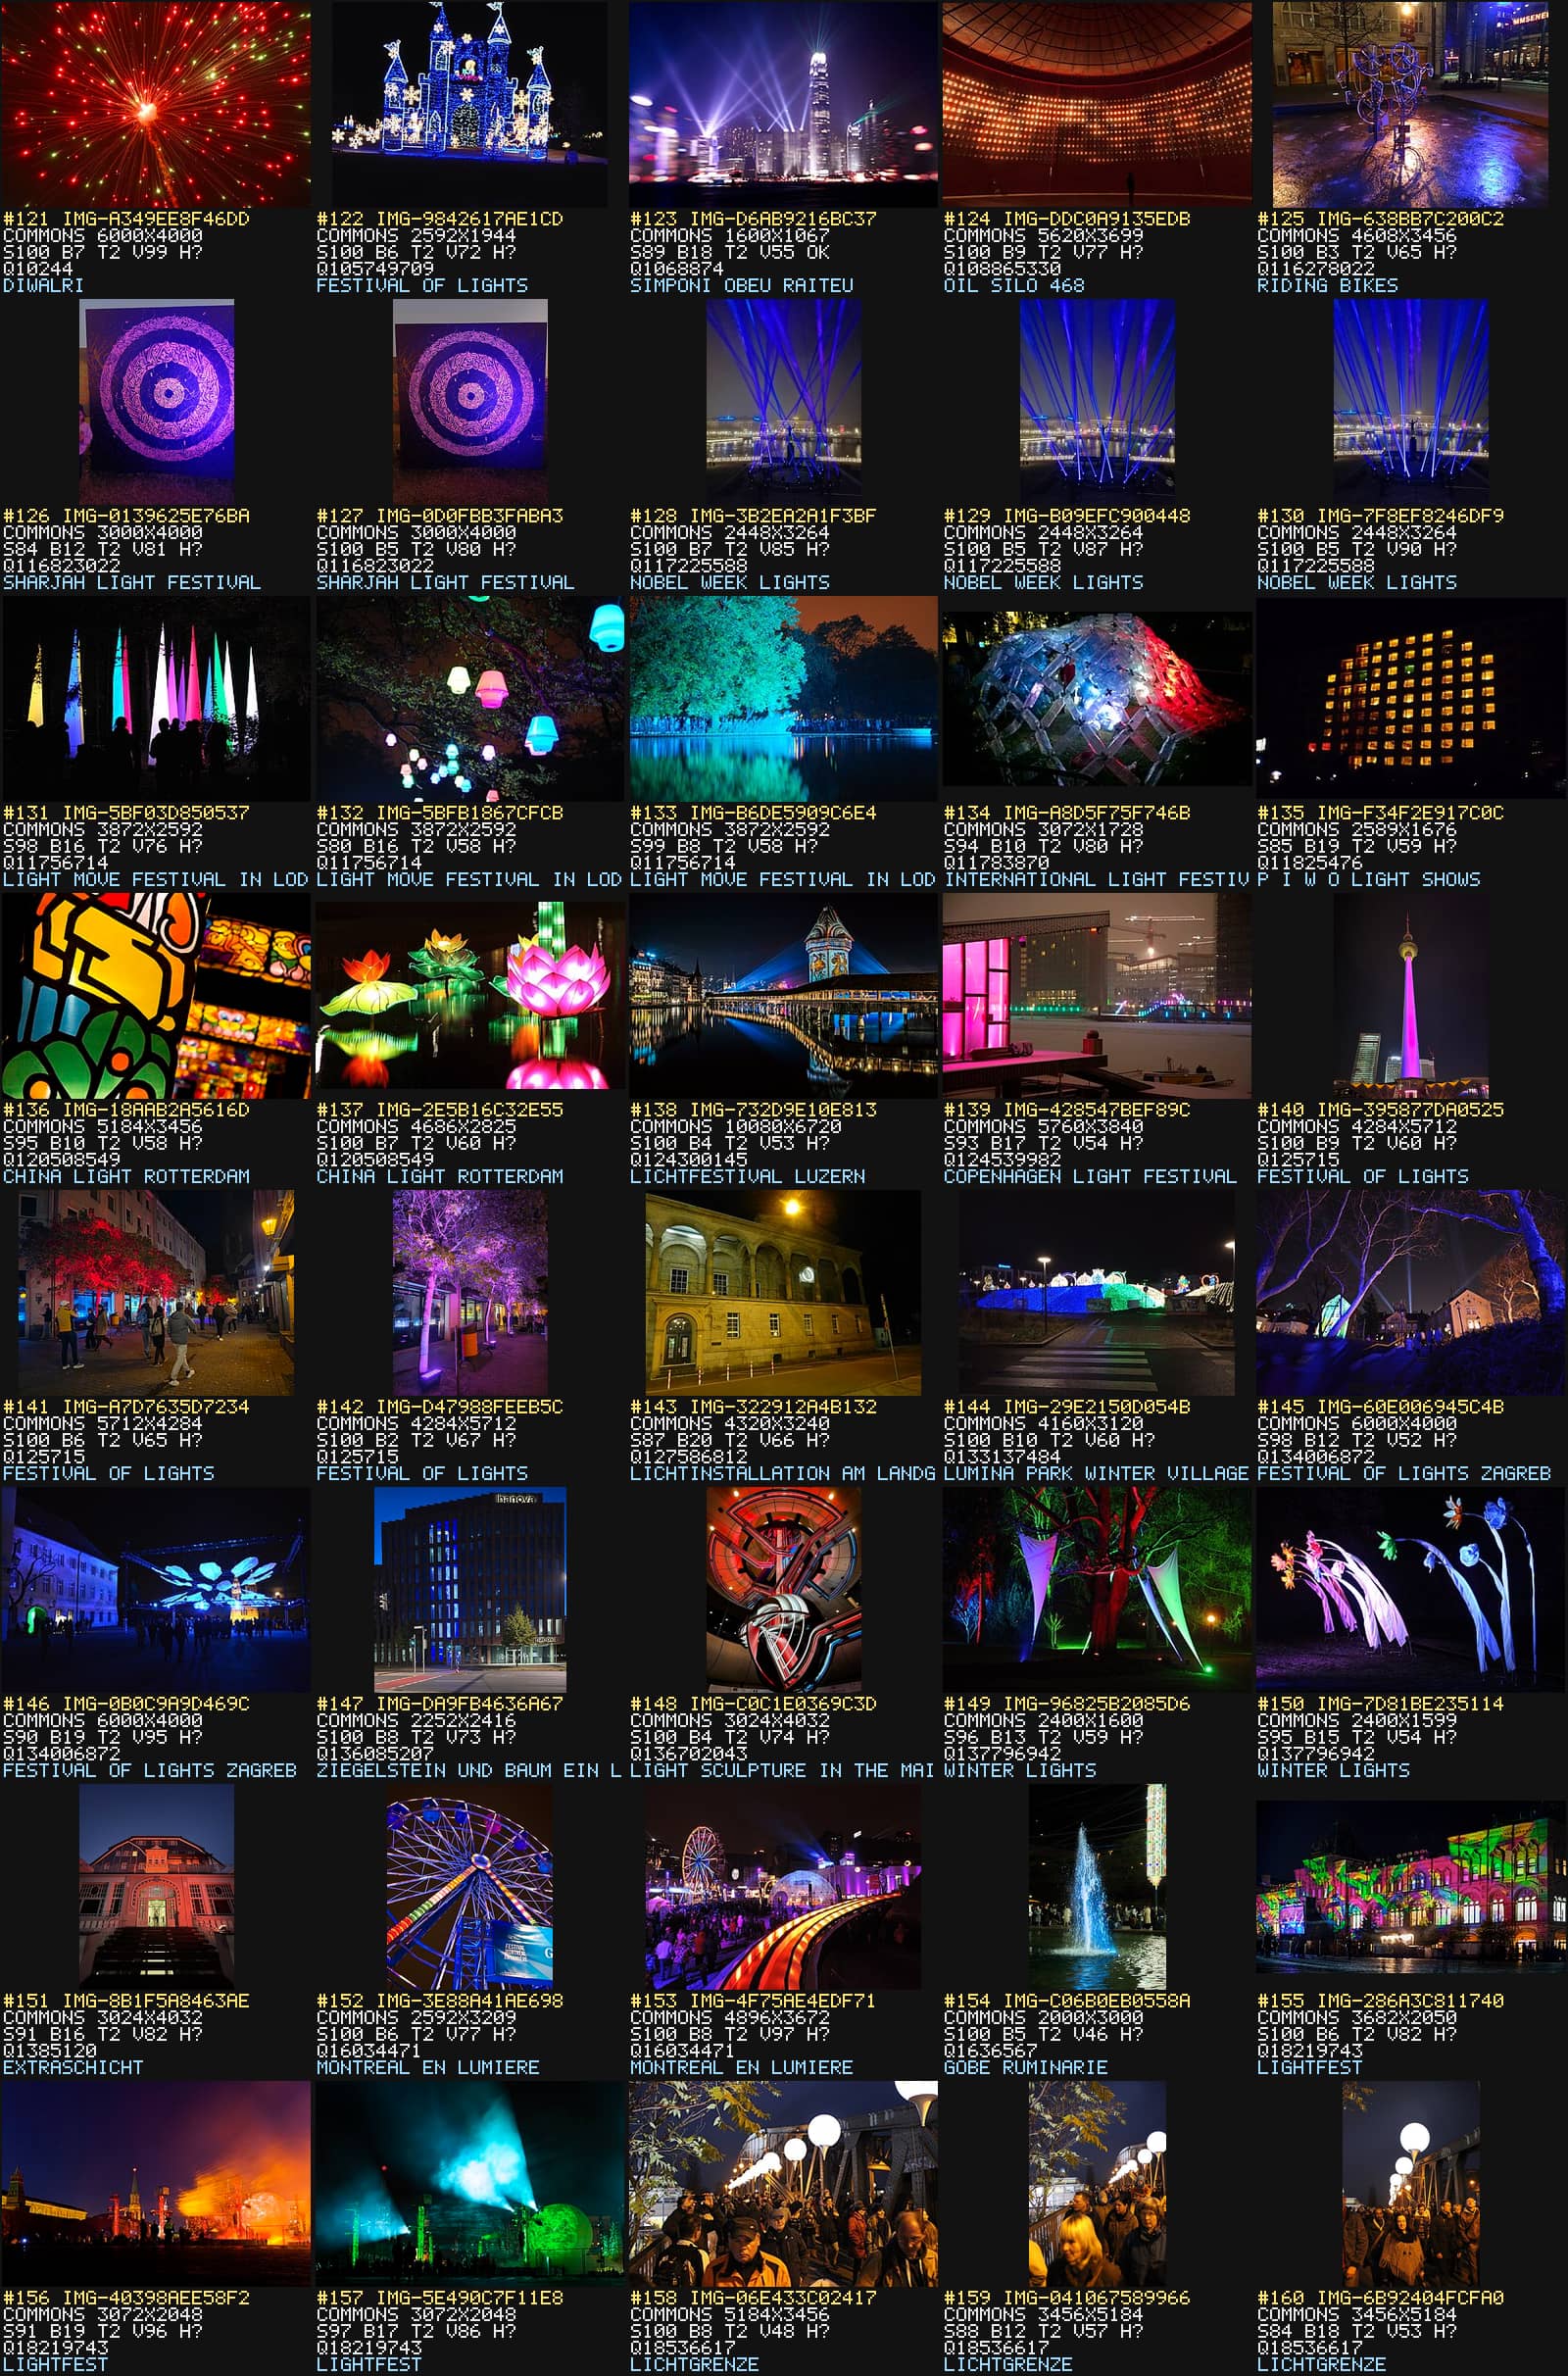 MMSENE
#121 IMG-A349EE8F46DD
COMMONS 6000X4000
S100 B7 T2 V99 H?
Q10244
DIWALRI
#122 IMG-9842617AE1CD
COMMONS 2592X1944
S100 B6 T2 V72 H?
Q105749709
FESTIVAL OF LIGHTS
#123 IMG-D6AB9216BC37
COMMONS 1600X1067
S89 B18 T2 V55 OK
Q1068874
SIMPONI OBEU RAITEU
#124 IMG-DDC0A9135EDB
COMMONS 5620X3699
S100 B9 T2 V77 H?
Q108865330
OIL SILO 468
#125 IMG-638BB7C200C2
COMMONS 4608X3456
S100 B3 T2 V65 H?
Q116278022
RIDING BIKES
#126 IMG-0139625E76BA
COMMONS 3000X4000
S84 B12 T2 V81 H?
Q116823022
SHARJAH LIGHT FESTIVAL
#127 IMG-0D0FBB3FABA3
COMMONS 3000X4000
S100 B5 T2 V80 H?
Q116823022
SHARJAH LIGHT FESTIVAL
#128 IMG-3B2EA2A1F3BF
COMMONS 2448X3264
S100 B7 T2 V85 H?
Q117225588
NOBEL WEEK LIGHTS
#129 IMG-B09EFC900448
COMMONS 2448X3264
S100 B5 T2 V87 H?
Q117225588
NOBEL WEEK LIGHTS
#130 IMG-7F8EF8246DF9
COMMONS 2448X3264
S100 B5 T2 V90 H?
Q117225588
NOBEL WEEK LIGHTS
#131 IMG-5BF03D850537
COMMONS 3872X2592
S98 B16 T2 V76 H?
Q11756714
LIGHT MOVE FESTIVAL IN LOD
#132 IMG-5BFB1867CFCB
COMMONS 3872X2592
S80 B16 T2 V58 H?
Q11756714
LIGHT MOVE FESTIVAL IN LOD
#133 IMG-B6DE5909C6E4
COMMONS 3872X2592
S99 B8 T2 V58 H?
Q11756714
LIGHT MOVE FESTIVAL IN LOD
#134 IMG-A8D5F75F746B
COMMONS 3072X1728
S94 B10 T2 V80 H?
Q11783870
INTERNATIONAL LIGHT FESTIV
#135 IMG-F34F2E917C0C
COMMONS 2589X1676
S85 B19 T2 V59 H?
Q11825476
P I W O LIGHT SHOWS
#136 IMG-18AAB2A5616D
COMMONS 5184X3456
S95 B10 T2 V58 H?
Q120508549
CHINA LIGHT ROTTERDAM
#137 IMG-2E5B16C32E55
COMMONS 4686X2825
S100 B7 T2 V60 H?
Q120508549
CHINA LIGHT ROTTERDAM
#138 IMG-732D9E10E813
COMMONS 10080X6720
S100 B4 T2 V53 H?
Q124300145
LICHTFESTIVAL LUZERN
#139 IMG-428547BEF89C
COMMONS 5760X3840
S93 B17 T2 V54 H?
Q124539982
COPENHAGEN LIGHT FESTIVAL
#140 IMG-395877DA0525
COMMONS 4284X5712
S100 B9 T2 V60 H?
Q125715
FESTIVAL OF LIGHTS
#141 IMG-A7D7635D7234
COMMONS 5712X4284
S100 B6 T2 V65 H?
Q125715
FESTIVAL OF LIGHTS
#142 IMG-D47988FEEB5C
COMMONS 4284X5712
S100 B2 T2 V67 H?
Q125715
FESTIVAL OF LIGHTS
#143 IMG-322912A4B132
COMMONS 4320X3240
S87 B20 T2 V66 H?
Q127586812
LICHTINSTALLATION AM LANDG
#144 IMG-29E2150D054B
COMMONS 4160X3120
S100 B10 T2 V60 H?
Q133137484
LUMINA PARK WINTER VILLAGE
#145 IMG-60E006945C4B
COMMONS 6000X4000
S98 B12 T2 V52 H?
Q134006872
FESTIVAL OF LIGHTS ZAGREB
hanova
#146 IMG-0B0C9A9D469C
COMMONS 6000X4000
S90 B19 T2 V95 H?
Q134006872
FESTIVAL OF LIGHTS ZAGREB
#147 IMG-DA9FB4636A67
COMMONS 2252X2416
S100 B8 T2 V73 H?
Q136085207
ZIEGELSTEIN UND BAUM EIN L
#148 IMG-C0C1E0369C3D
COMMONS 3024X4032
S100 B4 T2 V74 H?
Q136702043
LIGHT SCULPTURE IN THE MAI
#149 IMG-96825B2085D6
COMMONS 2400X1600
S96 B13 T2 V59 H?
Q137796942
WINTER LIGHTS
#150 IMG-7D81BE235114
COMMONS 2400X1599
S95 B15 T2 V54 H?
Q137796942
WINTER LIGHTS
#151 IMG-8B1F5A8463AE
COMMONS 3024X4032
S91 B16 T2 V82 H?
Q1385120
EXTRASCHICHT
#152 IMG-3E88A41AE698
COMMONS 2592X3209
S100 B6 T2 V77 H?
Q16034471
MONTREAL EN LUMIERE
#153 IMG-4F75AE4EDF71
COMMONS 4896X3672
S100 B8 T2 V97 H?
Q16034471
MONTREAL EN LUMIERE
#154 IMG-C06B0EB0558A
COMMONS 2000X3000
S100 B5 T2 V46 H?
Q1636567
GOBE RUMINARIE
#155 IMG-286A3C811740
COMMONS 3682X2050
S100 B6 T2 V82 H?
Q18219743
LIGHTFEST
#156 IMG-40398AEE58F2
COMMONS 3072X2048
S91 B19 T2 V96 H?
Q18219743
LIGHTFEST
#157 IMG-5E490C7F11E8
COMMONS 3072X2048
S97 B17 T2 V86 H?
Q18219743
LIGHTFEST
#158 IMG-06E433C02417
COMMONS 5184X3456
S100 B8 T2 V48 H?
Q18536617
LICHTGRENZE
#159 IMG-041067589966
COMMONS 3456X5184
S88 B12 T2 V57 H?
Q18536617
LICHTGRENZE
#160 IMG-6B92404FCFA0
COMMONS 3456X5184
S84 B18 T2 V53 H?
Q18536617
LICHTGRENZE